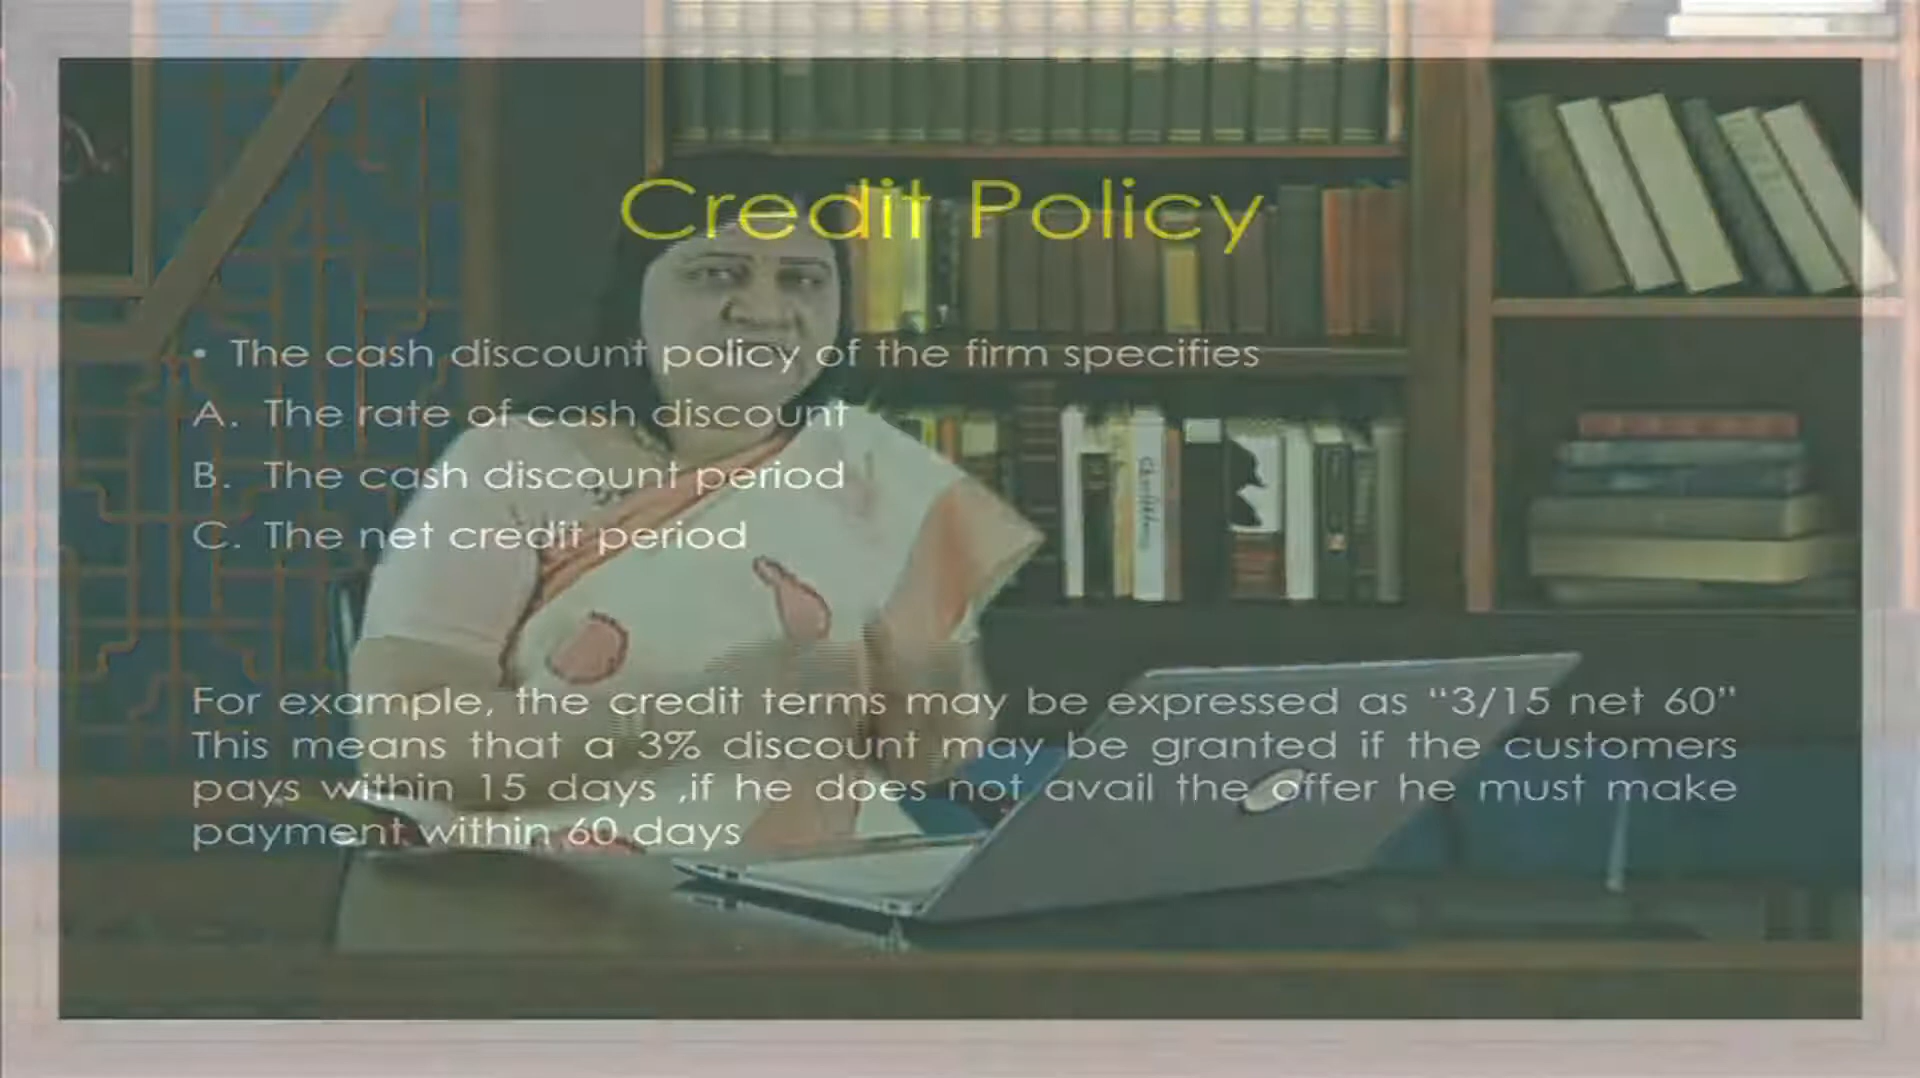 Credit Policy
• The cash discount policy of the firm specifies
A. The rate of cash discount
B. The cash discount period
C. The net credit period
For example, the credit terms may be expressed as “3/15 net 60”
This means that a 3% discount may be granted if the customers
pays within 15 days ,if he does not avail the offer he must make
payment within 60 days